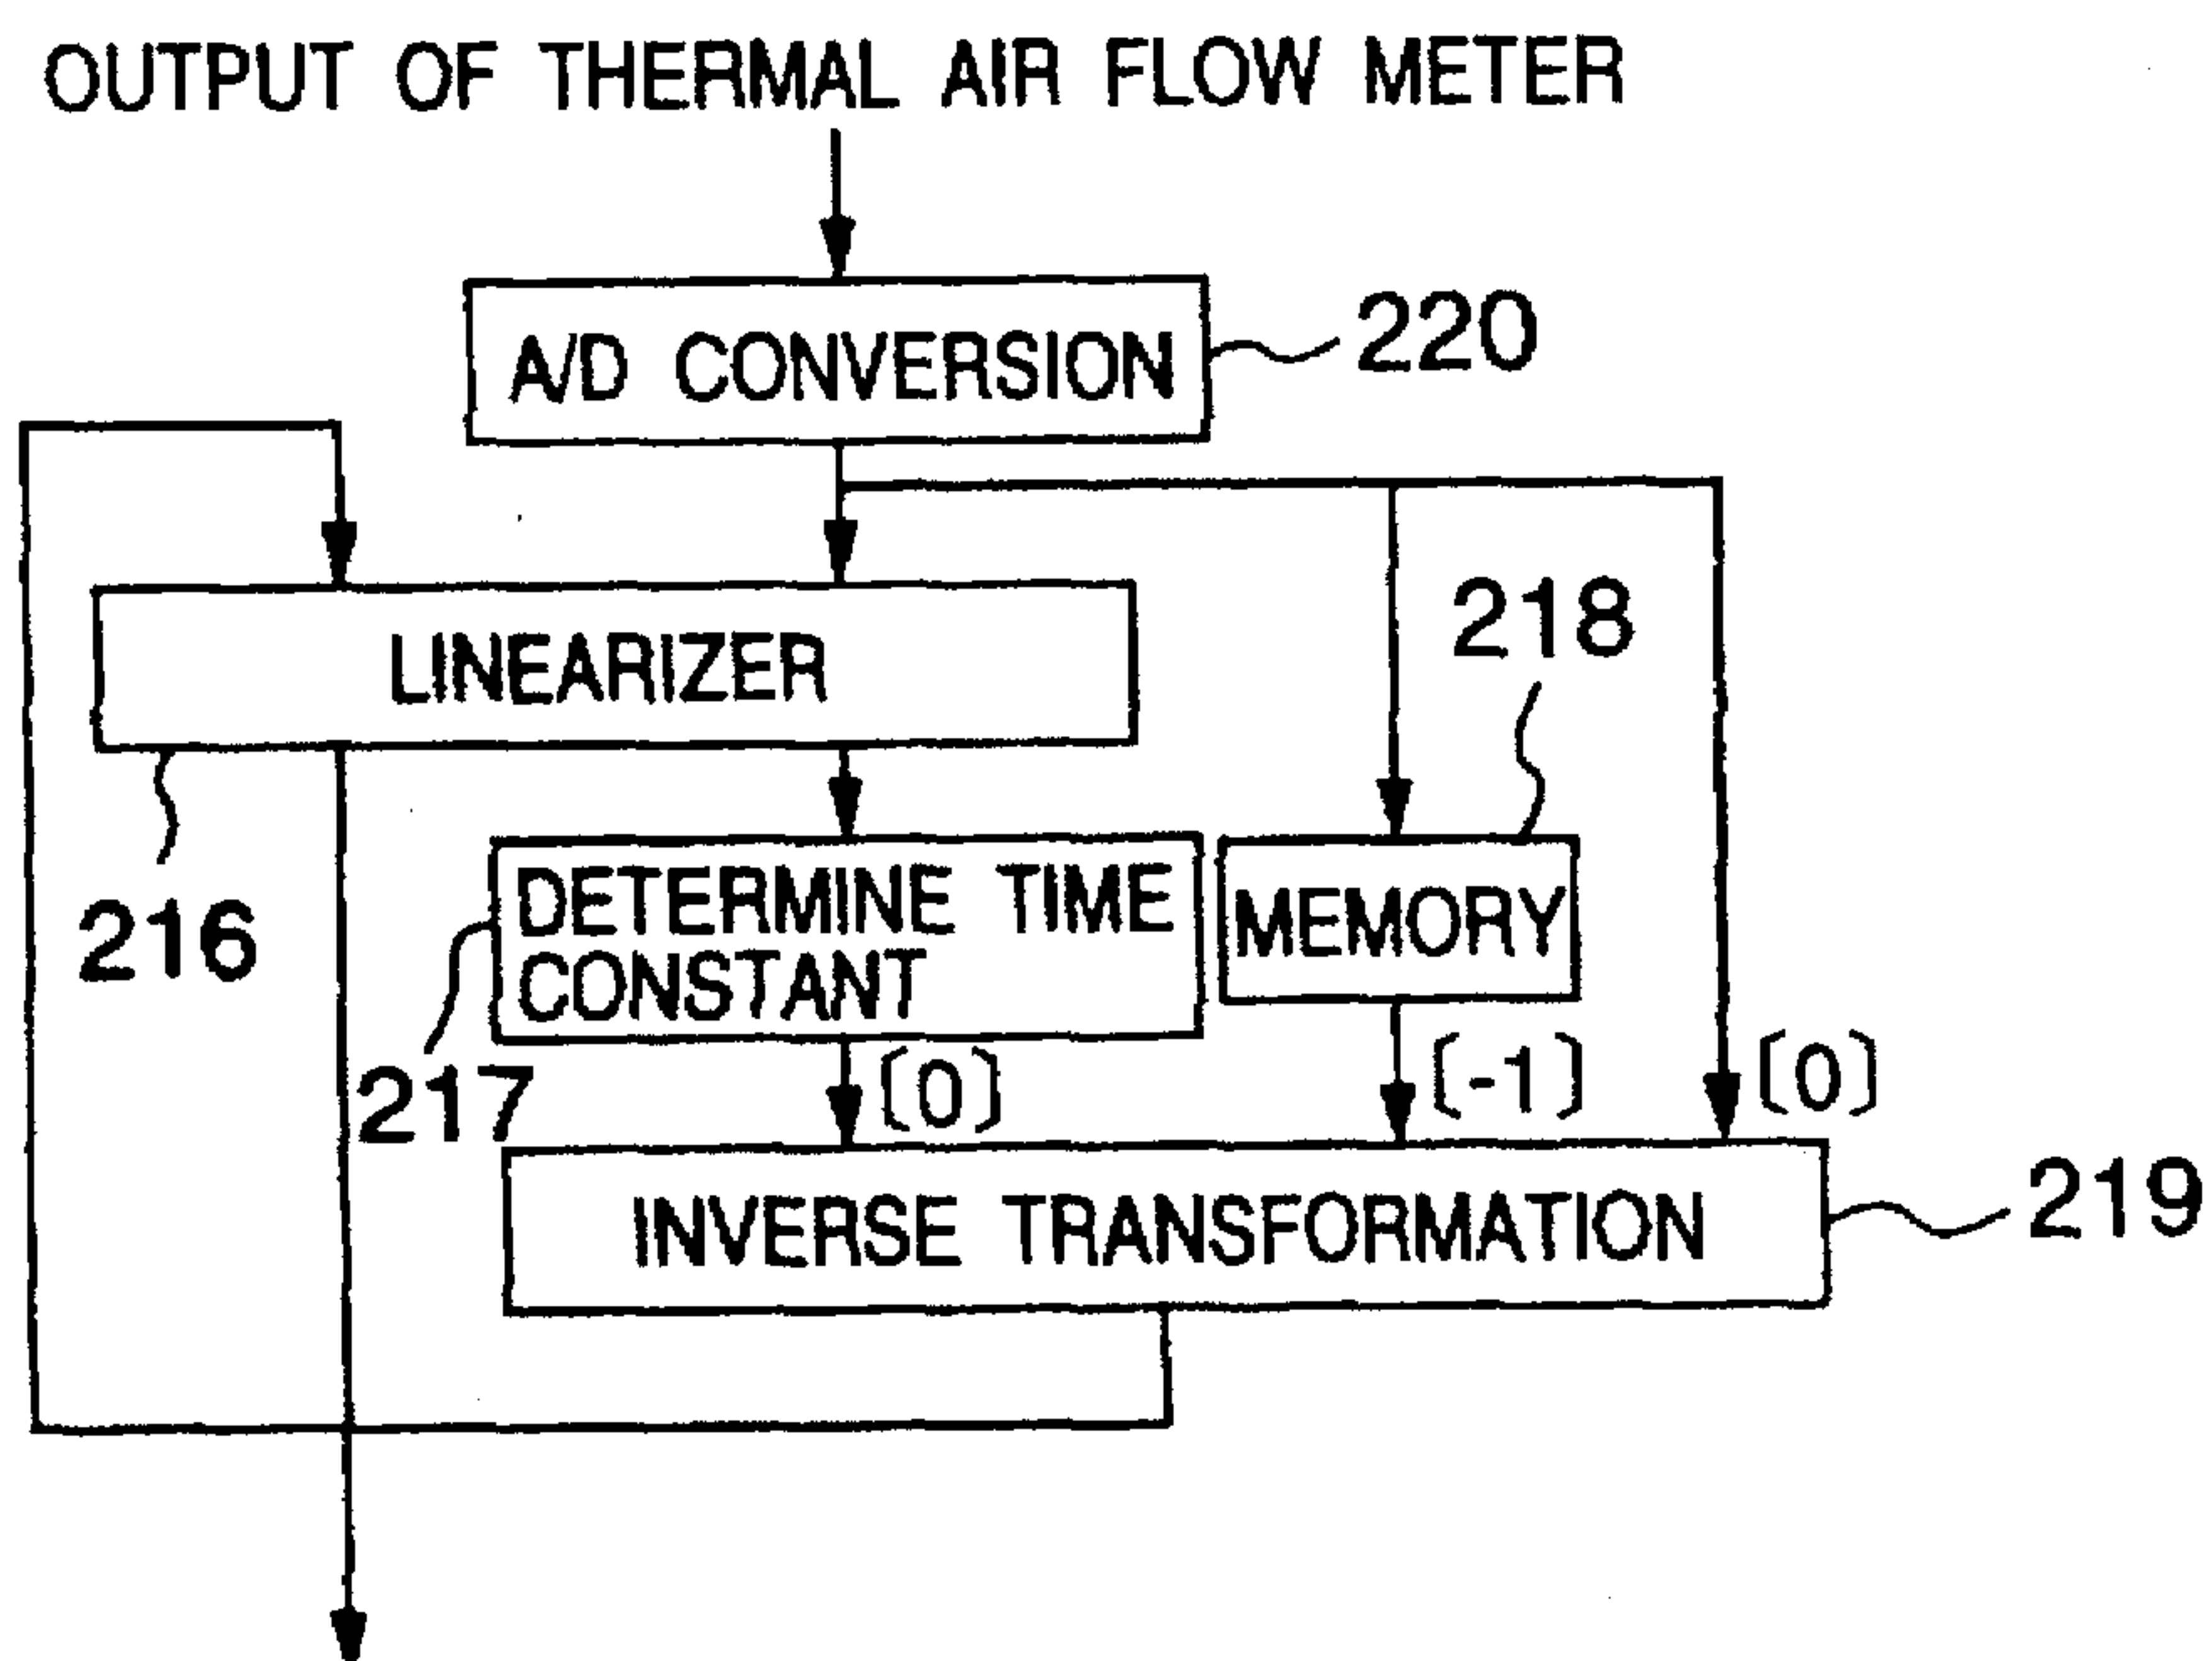 OUTPUT OF THERMAL AIR FLOW METER
A/D CONVERSION
220
LINEARIZER
218
216
DETERMINE TIME
CONSTANT
MEMORY
217
(0)
(-1)
(0)
INVERSE TRANSFORMATION
219